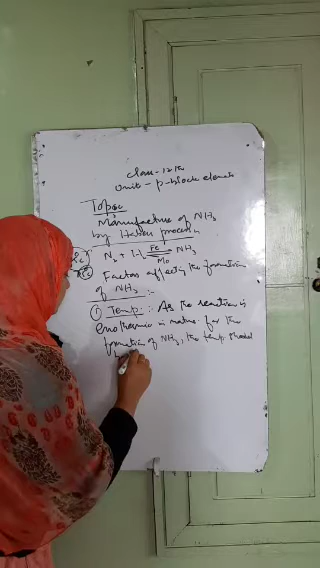 class-12th
unit - p-block elements
Topic
Manufacture of NH3
by Haber process
N2 + H2 Fe ⇌ Mo NH3
Factors affecting the formation
of NH3 :-
① Temp :- As the reaction is
exothermic in nature for the
formation of NH3, the temp. should
b